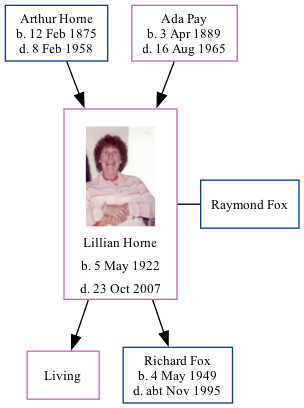 Arthur Horne
b. 12 Feb 1875
d. 8 Feb 1958
Ada Pay
b. 3 Apr 1889
d. 16 Aug 1965
Lillian Horne
b. 5 May 1922
d. 23 Oct 2007
Raymond Fox
Living
Richard Fox
b. 4 May 1949
d. abt Nov 1995